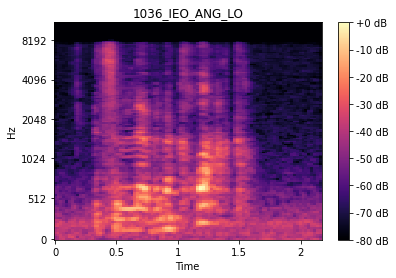 1036_IEO_ANG_LO
+0 dB
8192
-10 dB
4096
-20 dB
-30 dB
2048
Hz
-40 dB
1024
-50 dB
512
-60 dB
-70 dB
0
-80 dB
0
0.5
1
1.5
2
Time